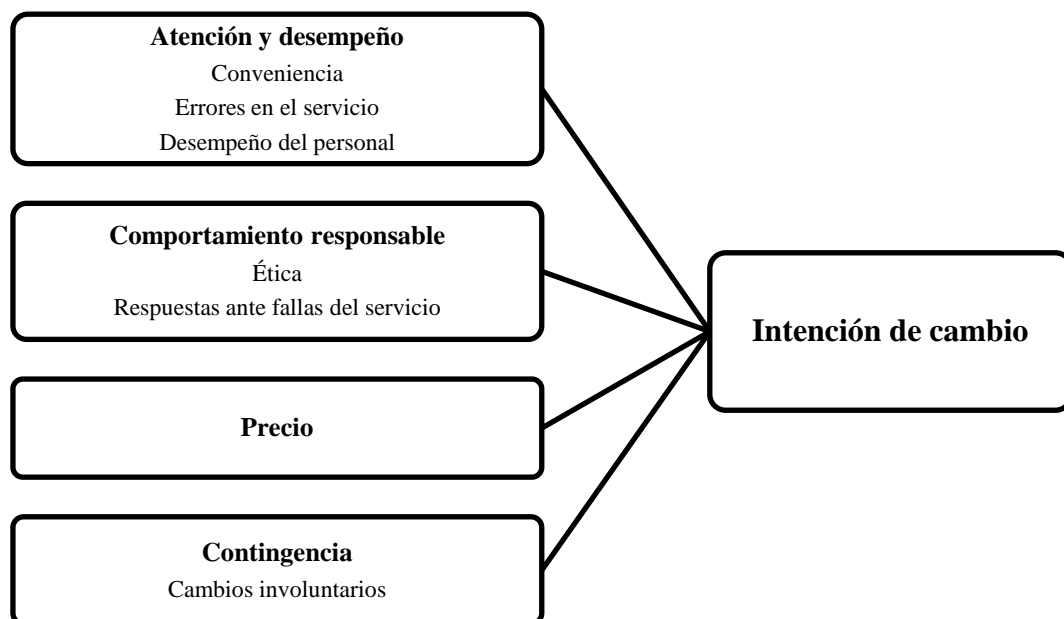 Atención y desempeño
Conveniencia
Errores en el servicio
Desempeño del personal
Comportamiento responsable
Ética
Respuestas ante fallas del servicio
Precio
Contingencia
Cambios involuntarios
Intención de cambio